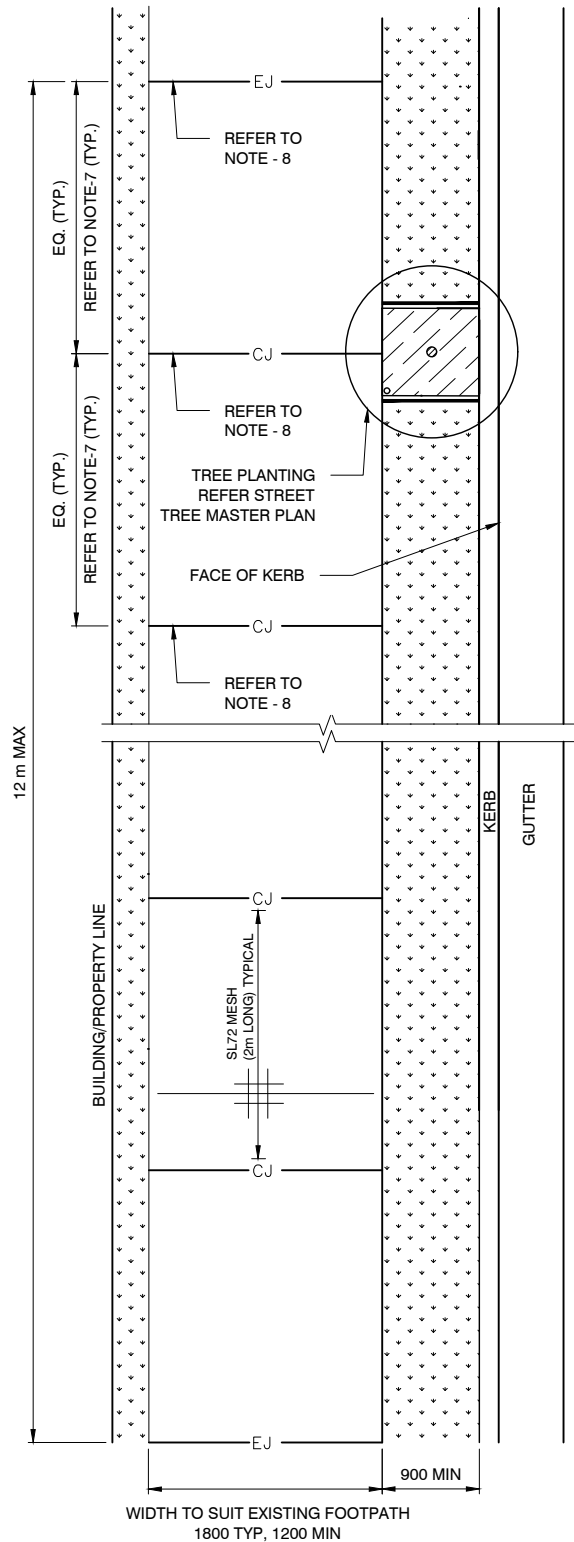 EJ
REFER TO
NOTE - 8
EQ. (TYP.)
REFER TO NOTE-7 (TYP.)
CJ
REFER TO
NOTE - 8
EQ. (TYP.)
REFER TO NOTE-7 (TYP.)
TREE PLANTING
REFER STREET
TREE MASTER PLAN
FACE OF KERB
CJ
REFER TO
NOTE - 8
12 m MAX
KERB
GUTTER
CJ
BUILDING/PROPERTY LINE
SL72 MESH
(2m LONG) TYPICAL
CJ
EJ
900 MIN
WIDTH TO SUIT EXISTING FOOTPATH
1800 TYP, 1200 MIN